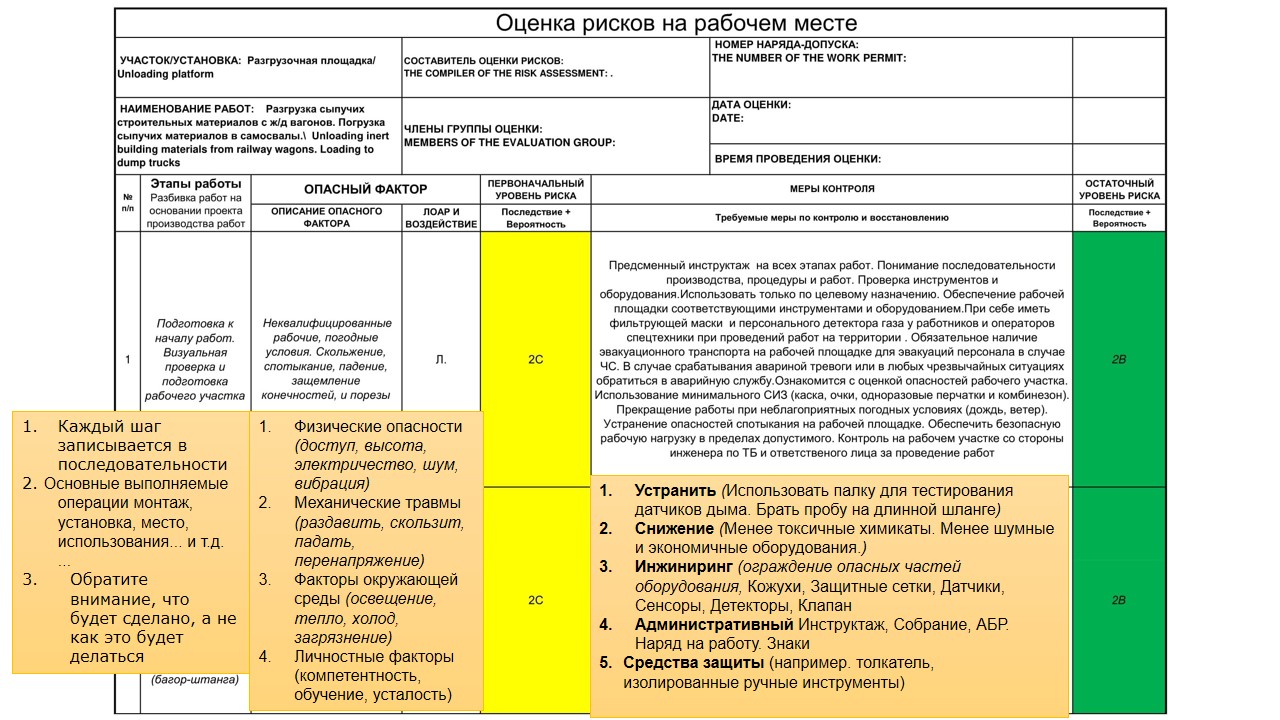 Оценка рисков на рабочем месте
УЧАСТОК/УСТАНОВКА: Разгрузочная площадка/
Unloading platform
СОСТАВИТЕЛЬ ОЦЕНКИ РИСКОВ:
THE COMPILER OF THE RISK ASSESSMENT: .
НОМЕР НАРЯДА-ДОПУСКА:
THE NUMBER OF THE WORK PERMIT:
НАИМЕНОВАНИЕ РАБОТ: Разгрузка сыпучих
строительных материалов с ж/д вагонов. Погрузка
сыпучих материалов в самосвалы.\ Unloading inert
building materials from railway wagons. Loading to
dump trucks
ЧЛЕНЫ ГРУППЫ ОЦЕНКИ:
MEMBERS OF THE EVALUATION GROUP:
ДАТА ОЦЕНКИ:
DATE:
ВРЕМЯ ПРОВЕДЕНИЯ ОЦЕНКИ:
№
п/п
Этапы работы
Разбивка работ на
основании проекта
производства работ
ОПАСНЫЙ ФАКТОР
ОПИСАНИЕ ОПАСНОГО
ФАКТОРА
ЛОАР И
ВОЗДЕЙСТВИЕ
ПЕРВОНАЧАЛЬНЫЙ
УРОВЕНЬ РИСКА
Последствие +
Вероятность
МЕРЫ КОНТРОЛЯ
Требуемые меры по контролю и восстановлению
ОСТАТОЧНЫЙ
УРОВЕНЬ РИСКА
Последствие +
Вероятность
1
Подготовка к
началу работ.
Визуальная
проверка и
подготовка
рабочего участка
Неквалифицированные
рабочие, погодные
условия. Скольжение,
спотыкание, падение,
защемление
конечностей, и порезы
Л.
2С
Предсменный инструктаж на всех этапах работ. Понимание последовательности
производства, процедуры и работ. Проверка инструментов и
оборудования.Использовать только по целевому назначению. Обеспечение рабочей
площадки соответствующими инструментами и оборудованием.При себе иметь
фильтрующей маски и персонального детектора газа у работников и операторов
спецтехники при проведений работ на территории . Обязательное наличие
эвакуационного транспорта на рабочей площадке для эвакуаций персонала в случае
ЧС. В случае срабатывания авариной тревоги или в любых чрезвычайных ситуациях
обратиться в аварийную службу.Ознакомится с оценкой опасностей рабочего участка.
Использование минимального СИЗ (каска, очки, одноразовые перчатки и комбинезон).
Прекращение работы при неблагоприятных погодных условиях (дождь, ветер).
Устранение опасностей спотыкания на рабочей площадке. Обеспечить безопасную
рабочую нагрузку в пределах допустимого. Контроль на рабочем участке со стороны
инженера по ТБ и ответственого лица за проведение работ
2В
1. Каждый шаг
записывается в
последовательности
2. Основные выполняемые
операции монтаж,
установка, место,
использования... и т.д.
...
3. Обратите
внимание, что
будет сделано, а не
как это будет
делаться
(багор-штанга)
1. Физические опасности
(доступ, высота,
электричество, шум,
вибрация)
2. Механические травмы
(раздавить, скользит,
падать,
перенапряжение)
3. Факторы окружающей
среды (освещение,
тепло, холод,
загрязнение)
4. Личностные факторы
(компетентность,
обучение, усталость)
2С
1. Устранить (Использовать палку для тестирования
датчиков дыма. Брать пробу на длинной шланге)
2. Снижение (Менее токсичные химикаты. Менее шумные
и экономичные оборудования.)
3. Инжиниринг (ограждение опасных частей
оборудования, Кожухи, Защитные сетки, Датчики,
Сенсоры, Детекторы, Клапан
4. Административный Инструктаж, Собрание, АБР.
Наряд на работу. Знаки
5. Средства защиты (например. толкатель,
изолированные ручные инструменты)
2В